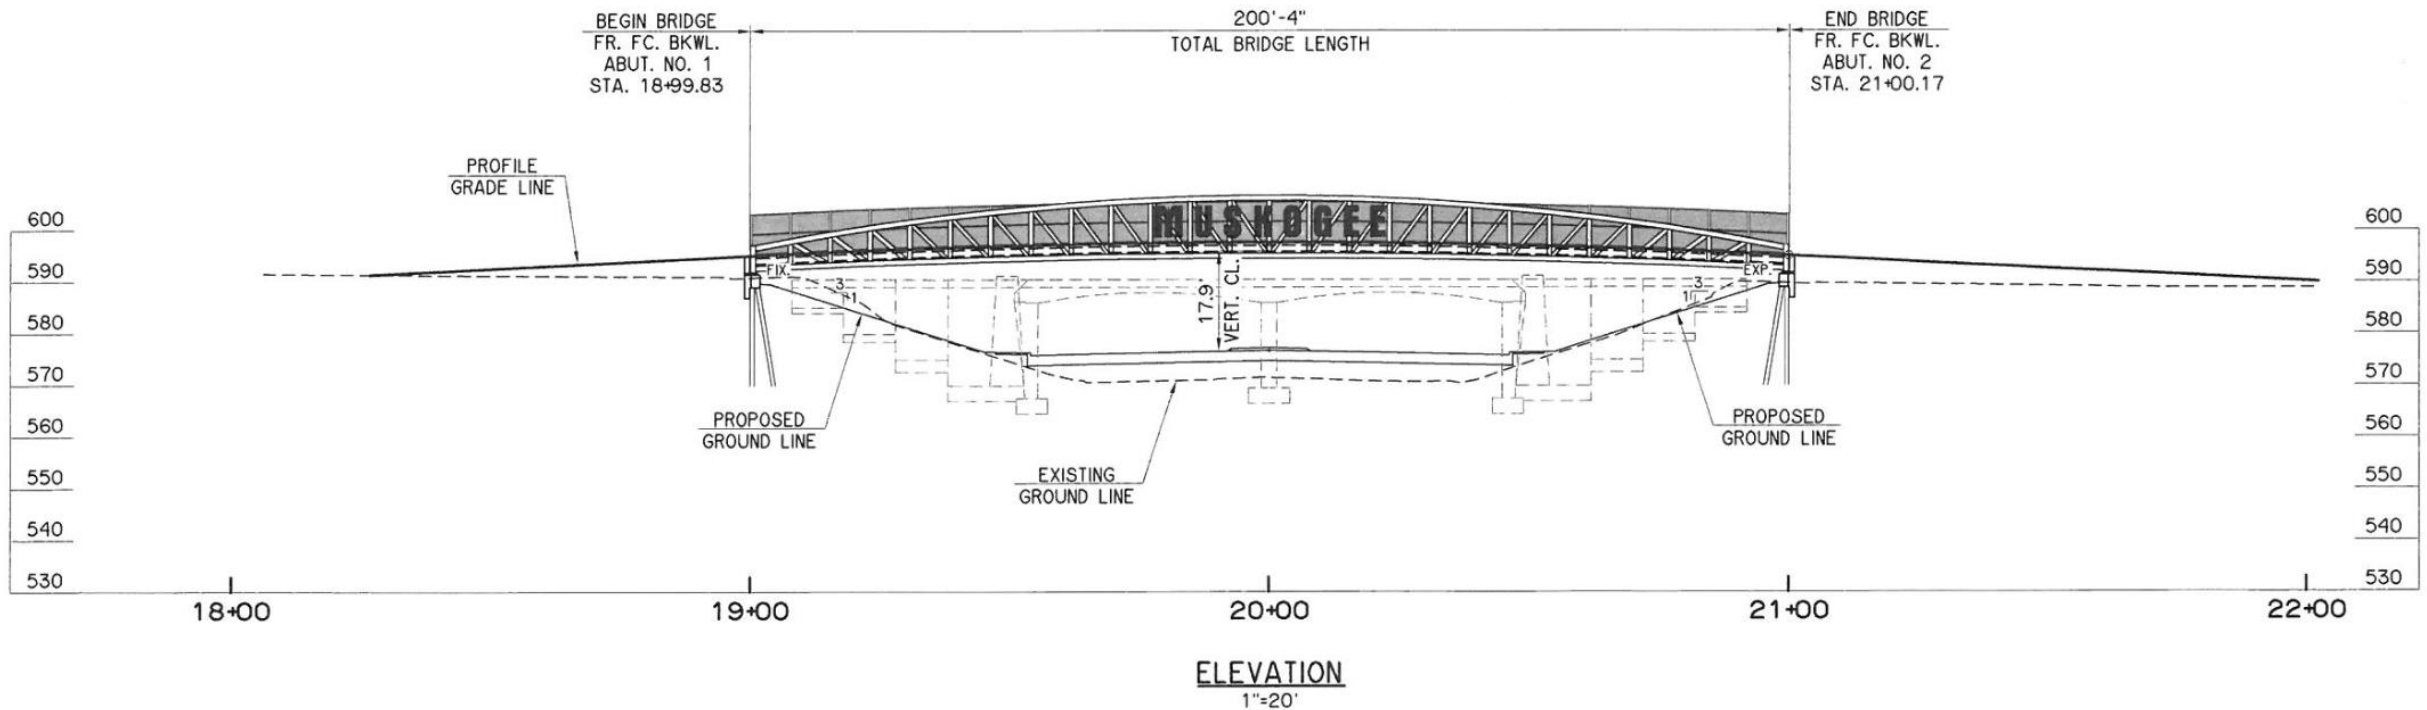 BEGIN BRIDGE
FR. FC. BKWL.
ABUT. NO. 1
STA. 18+99.83
200'-4"
TOTAL BRIDGE LENGTH
END BRIDGE
FR. FC. BKWL.
ABUT. NO. 2
STA. 21+00.17
PROFILE
GRADE LINE
MUSKOGEE
FIX.
EXP.
3
1
3
1
17.9'
VERT. CL.
PROPOSED
GROUND LINE
EXISTING
GROUND LINE
PROPOSED
GROUND LINE
600
590
580
570
560
550
540
530
600
590
580
570
560
550
540
530
18+00
19+00
20+00
21+00
22+00
ELEVATION
1"=20'